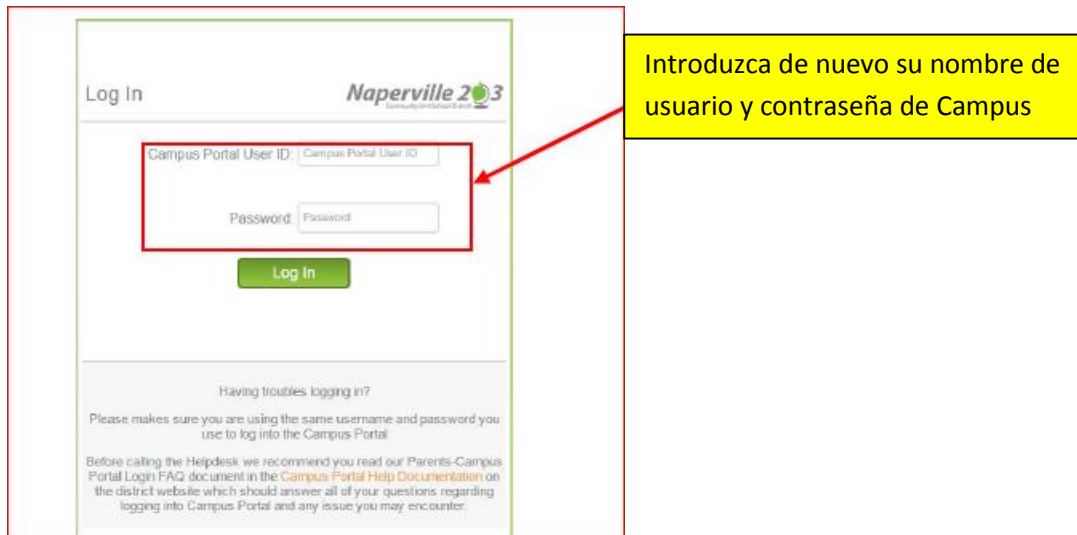 Log In
Naperville 203
Introduzca de nuevo su nombre de
usuario y contraseña de Campus
Campus Portal User ID: Campus Portal User ID
Password: Password
Log In
Having troubles logging in?
Please makes sure you are using the same username and password you
use to log into the Campus Portal
Before calling the Helpdesk we recommend you read our Parents-Campus
Portal Login FAQ document in the Campus Portal Help Documentation on
the district website which should answer all of your questions regarding
logging into Campus Portal and any issue you may encounter.